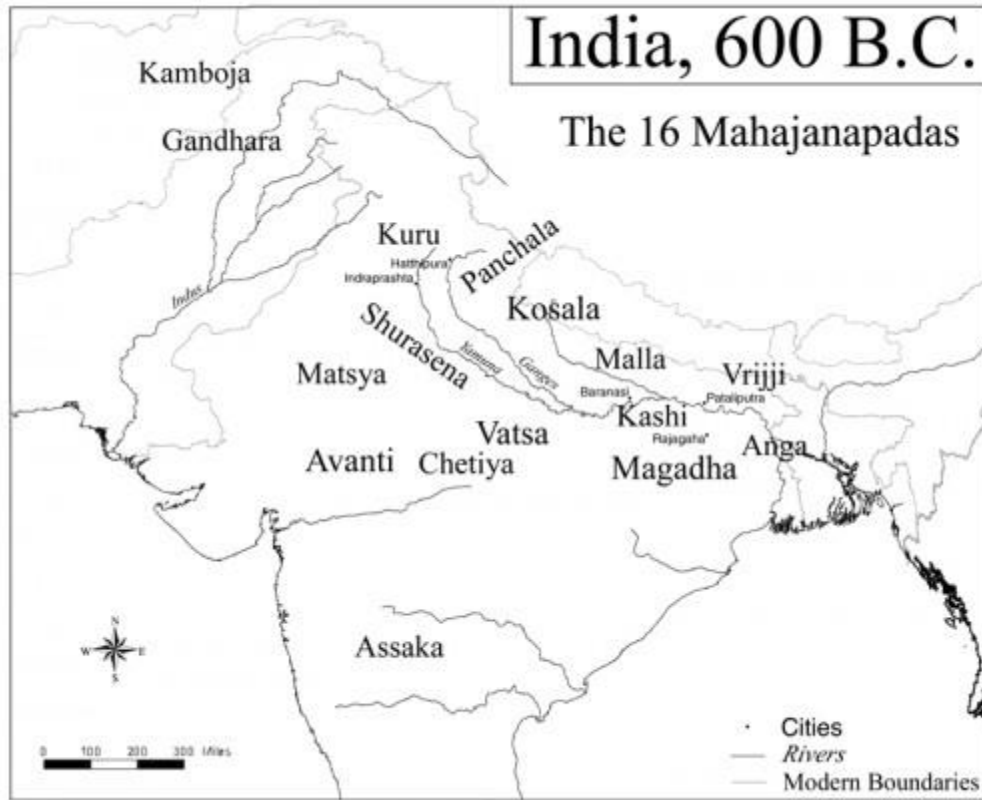 India, 600 B.C.
The 16 Mahajanapadas
Kamboja
Gandhara
Kuru
Hatthipura
Indraprashta
Panchala
Indus
Kosala
Shurasena
Yamuna
Ganges
Malla
Matsya
Vrijji
Baranasi
Pataliputra
Kashi
Vatsa
Rajagaha
Anga
Avanti
Chetiya
Magadha
Assaka
N
W
E
S
0 100 200 300 Miles
Cities
Rivers
Modern Boundaries